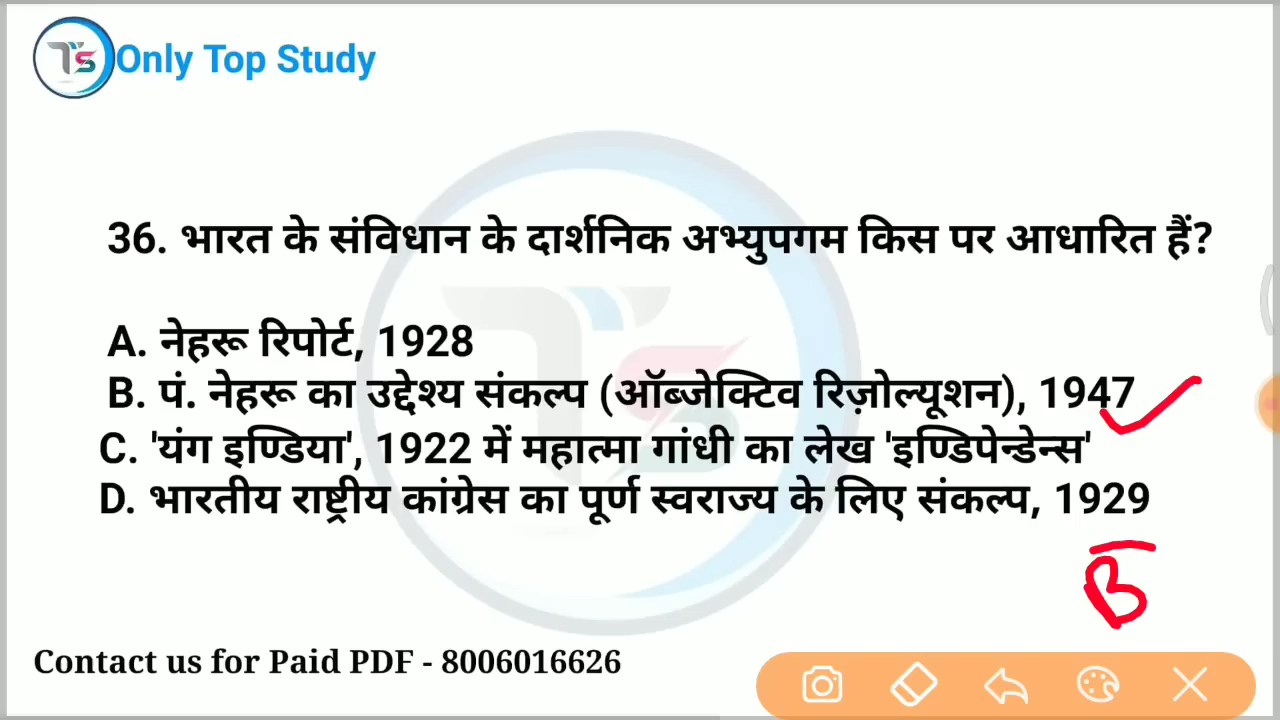 TS Only Top Study
36. भारत के संविधान के दार्शनिक अभ्युपगम किस पर आधारित हैं?
A. नेहरू रिपोर्ट, 1928
B. पं. नेहरू का उद्देश्य संकल्प (ऑब्जेक्टिव रिज़ोल्यूशन), 1947
C. 'यंग इण्डिया', 1922 में महात्मा गांधी का लेख 'इण्डिपेन्डेन्स'
D. भारतीय राष्ट्रीय कांग्रेस का पूर्ण स्वराज्य के लिए संकल्प, 1929
B
Contact us for Paid PDF - 8006016626